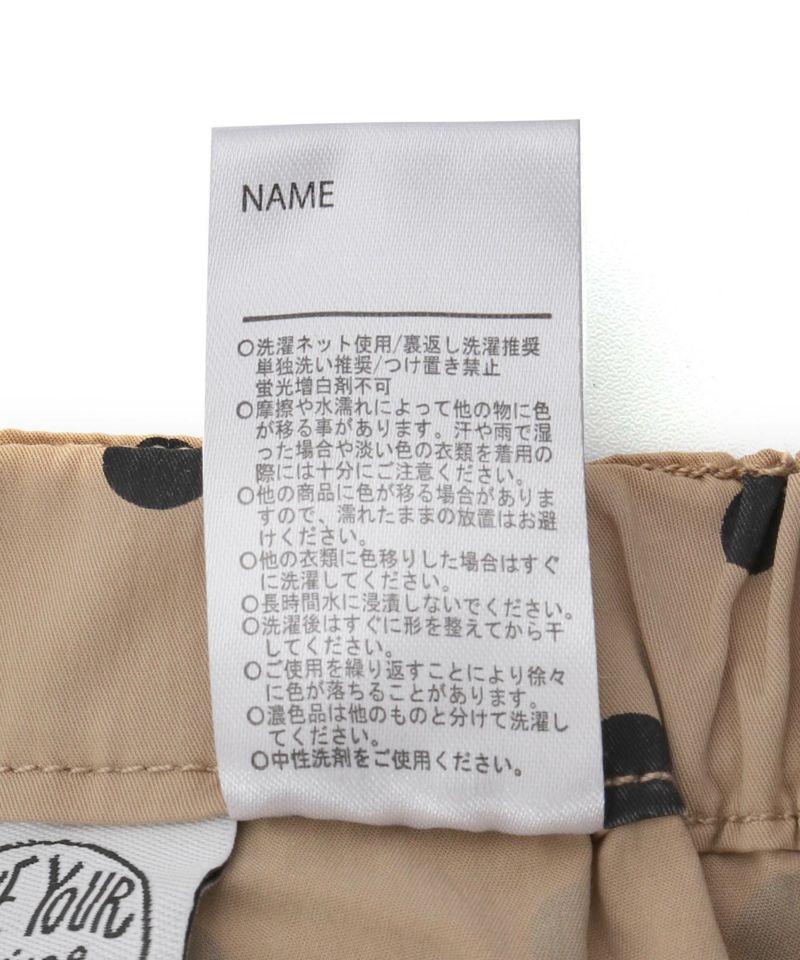 NAME
○洗濯ネット使用/裏返し洗濯推奨
単独洗い推奨/つけ置き禁止
蛍光増白剤不可
○摩擦や水濡れによって他の物に色
が移る事があります。汗や雨で湿
った場合や淡い色の衣類を着用の
際には十分にご注意ください。
○他の商品に色が移る場合がありま
すので、濡れたままの放置はお避
けください。
○他の衣類に色移りした場合はすぐ
に洗濯してください。
○長時間水に浸漬しないでください。
○洗濯後はすぐに形を整えてから干
してください。
○ご使用を繰り返すことにより徐々
に色が落ちることがあります。
○濃色品は他のものと分けて洗濯し
てください。
○中性洗剤をご使用ください。
YOUR